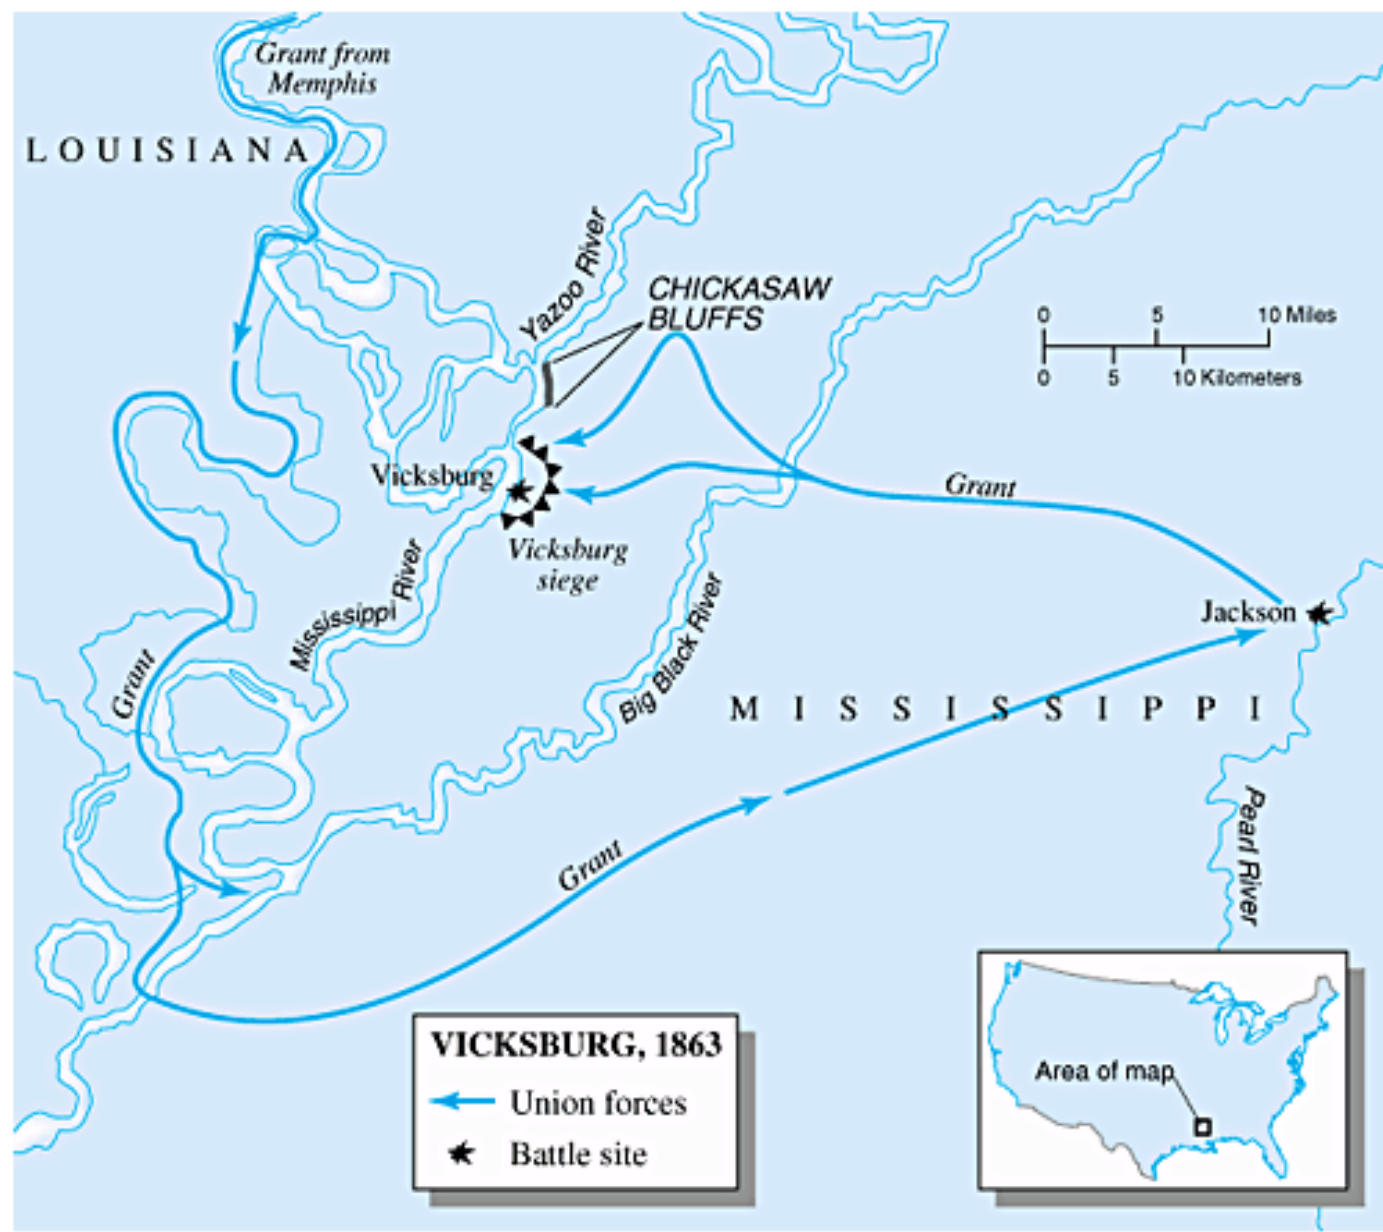 Grant from
Memphis
LOUISIANA
Yazoo River
CHICKASAW
BLUFFS
0 5 10 Miles
0 5 10 Kilometers
Vicksburg
Grant
Vicksburg
siege
Mississippi River
Jackson
Big Black River
Grant
MISSISSIPPI
Pearl River
Grant
VICKSBURG, 1863
Union forces
Battle site
Area of map